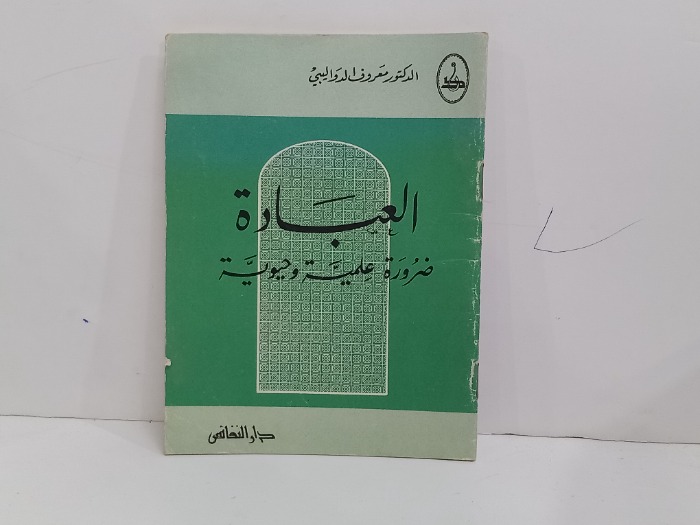 الدكتور معروف الدواليبي
العبادة
ضرورة علمية وحيوية
دار النفائس